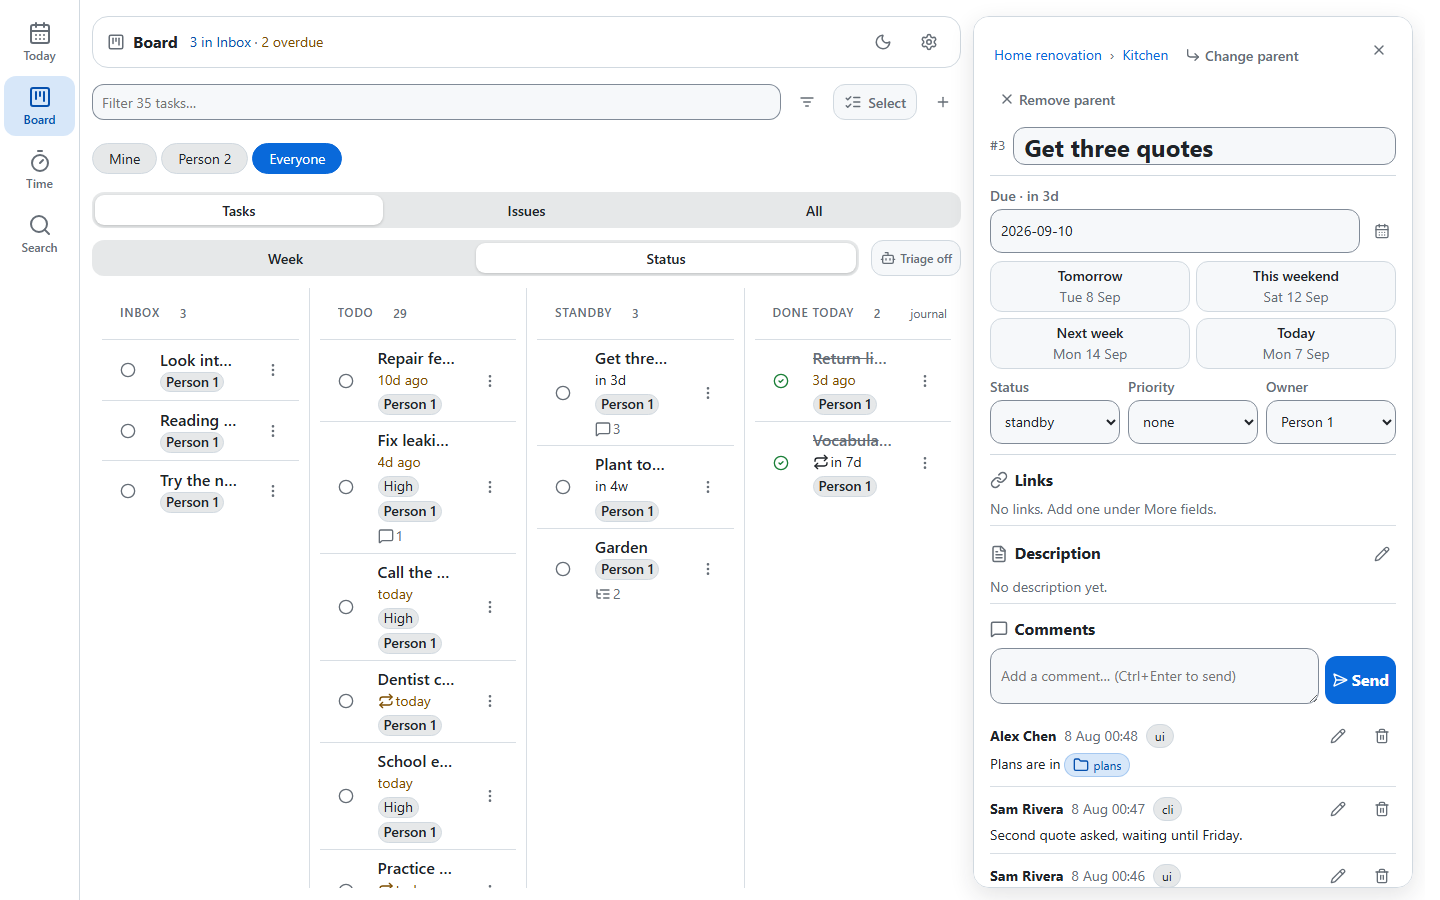 Today
Board
Time
Search
Board 3 in Inbox · 2 overdue
Filter 35 tasks...
Select
Mine
Person 2
Everyone
Tasks
Issues
All
Week
Status
Triage off
INBOX 3
Look int...
Person 1
Reading ...
Person 1
Try the n...
Person 1
TODO 29
Repair fe...
10d ago
Person 1
Fix leaki...
4d ago
High
Person 1
1
Call the ...
today
High
Person 1
Dentist c...
today
Person 1
School e...
today
High
Person 1
Practice ...
STANDBY 3
Get thre...
in 3d
Person 1
3
Plant to...
in 4w
Person 1
Garden
Person 1
2
DONE TODAY 2 journal
Return li...
3d ago
Person 1
Vocabula...
in 7d
Person 1
Home renovation › Kitchen Change parent
Remove parent
#3 Get three quotes
Due · in 3d
2026-09-10
Tomorrow
Tue 8 Sep
This weekend
Sat 12 Sep
Next week
Mon 14 Sep
Today
Mon 7 Sep
Status
standby
Priority
none
Owner
Person 1
Links
No links. Add one under More fields.
Description
No description yet.
Comments
Add a comment... (Ctrl+Enter to send)
Send
Alex Chen 8 Aug 00:48 ui
Plans are in plans
Sam Rivera 8 Aug 00:47 cli
Second quote asked, waiting until Friday.
Sam Rivera 8 Aug 00:46 ui